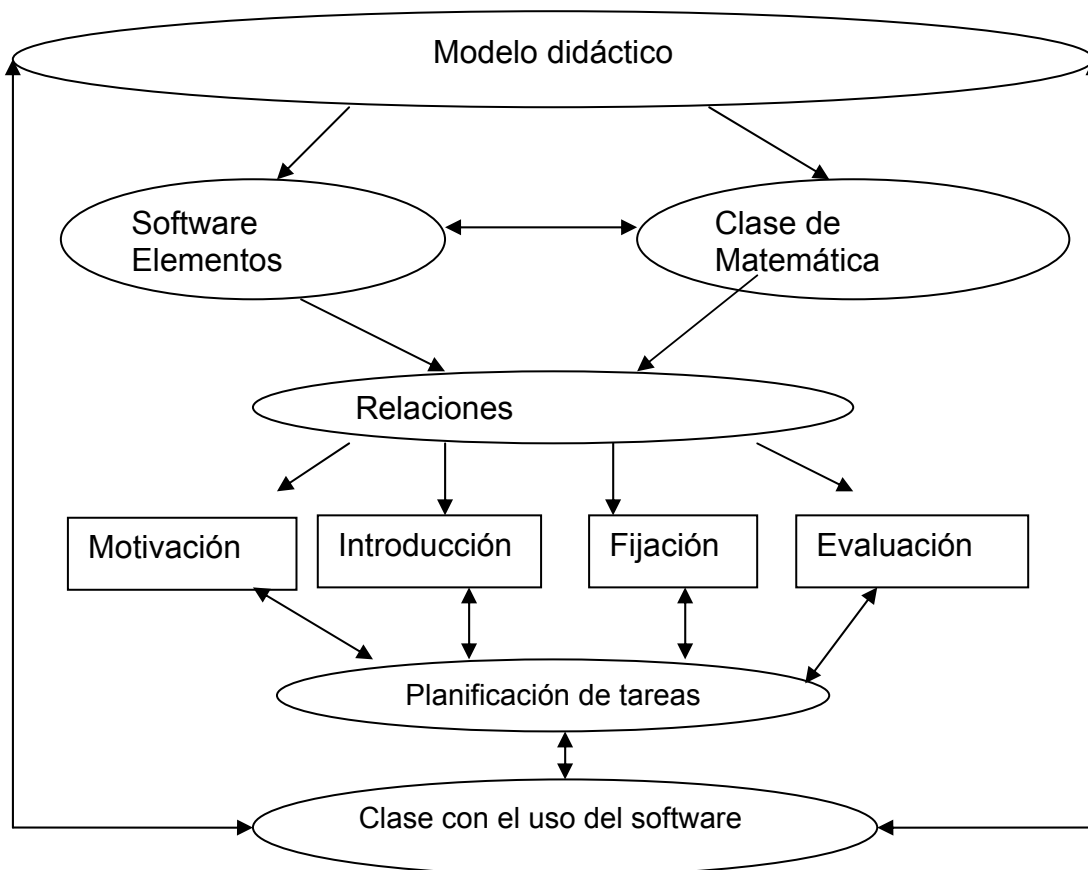 Modelo didáctico
Software
Elementos
Clase de
Matemática
Relaciones
Motivación
Introducción
Fijación
Evaluación
Planificación de tareas
Clase con el uso del software